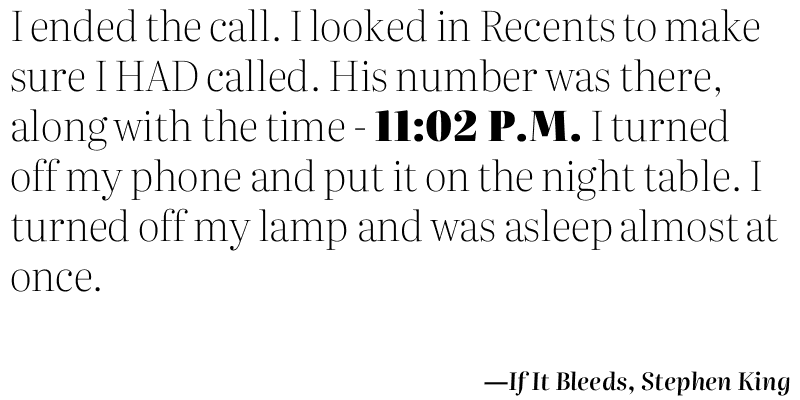 I ended the call. I looked in Recents to make
sure I HAD called. His number was there,
along with the time - 11:02 P.M. I turned
off my phone and put it on the night table. I
turned off my lamp and was asleep almost at
once.
—If It Bleeds, Stephen King